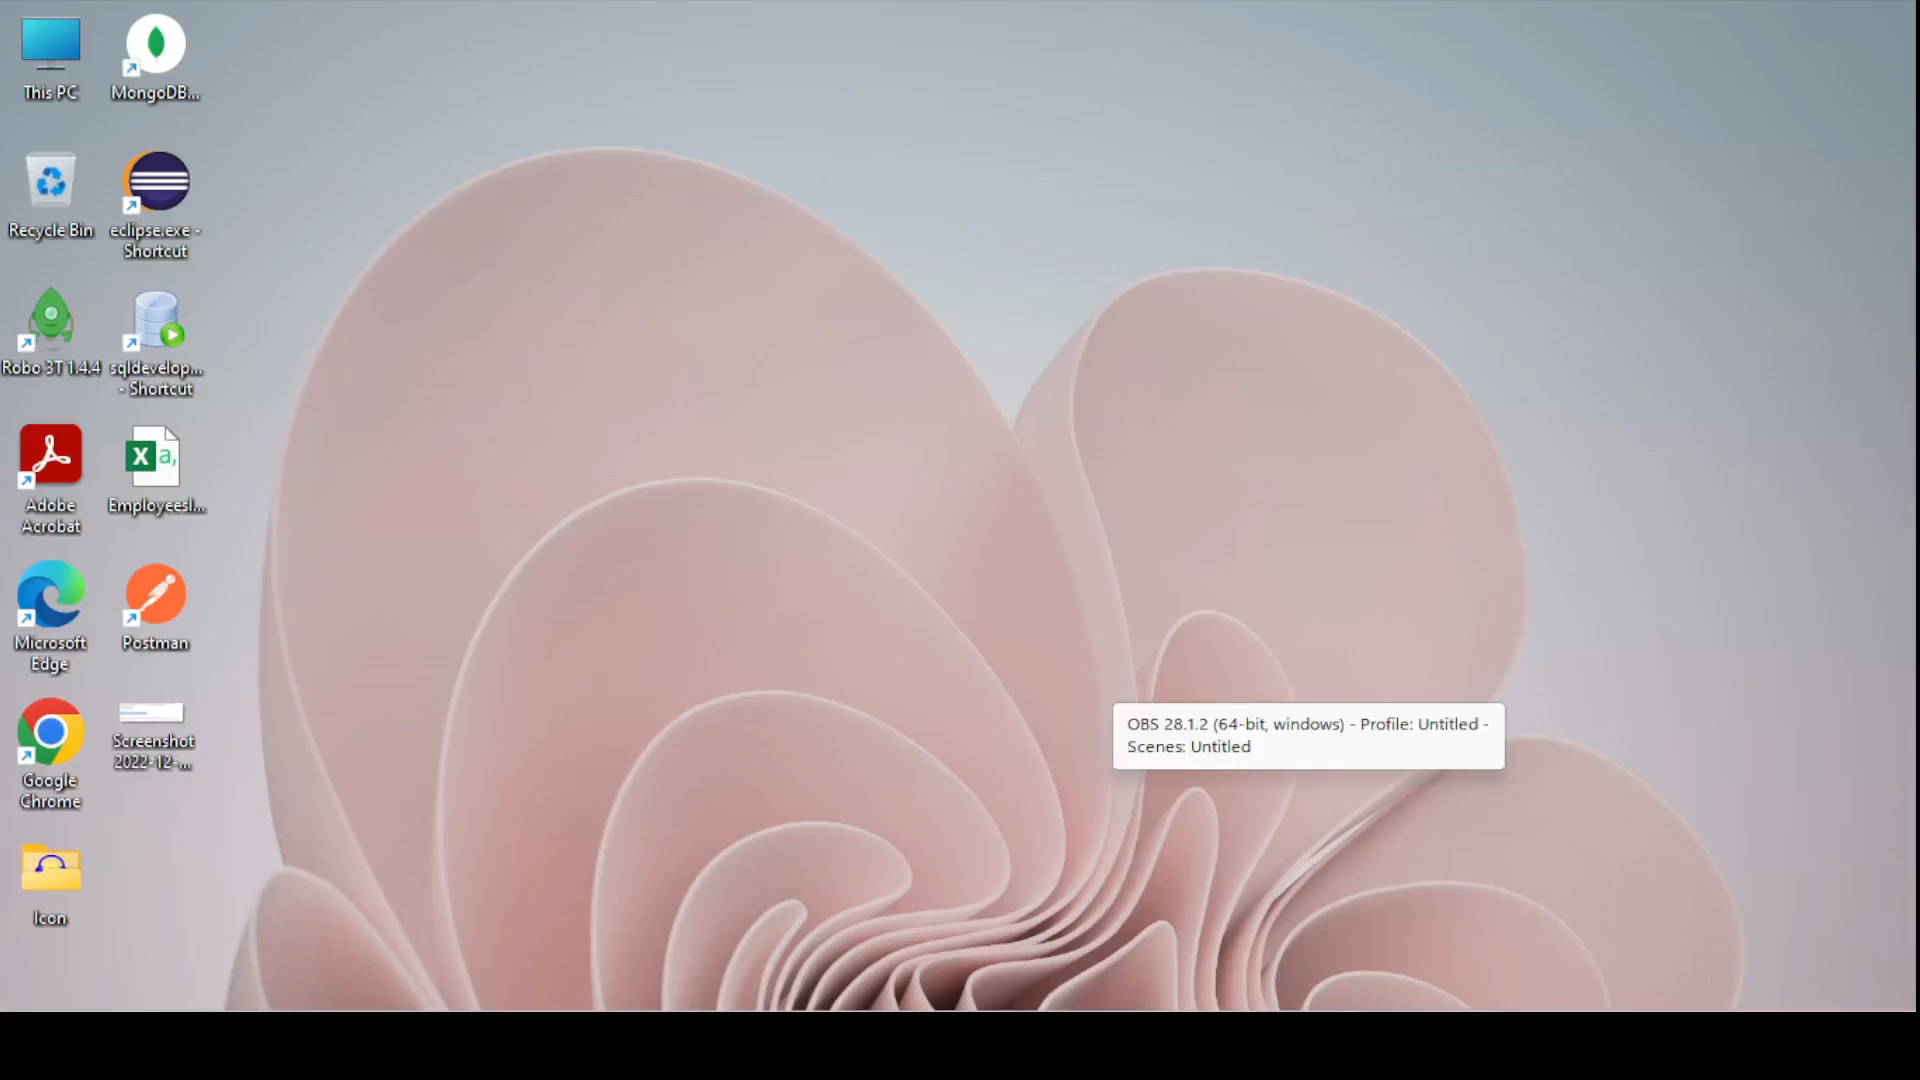 This PC
MongoDB...
Recycle Bin
eclipse.exe -
Shortcut
Robo 3T 1.4.4
sqldevelop...
- Shortcut
Adobe
Acrobat
X a,
Employeesl...
Microsoft
Edge
Postman
Google
Chrome
Screenshot
2022-12-...
Icon
OBS 28.1.2 (64-bit, windows) - Profile: Untitled -
Scenes: Untitled